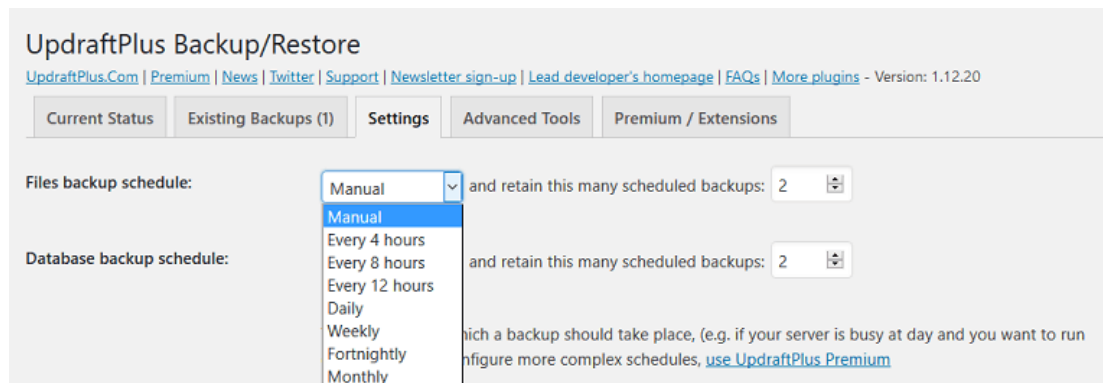 UpdraftPlus Backup/Restore
UpdraftPlus.Com | Premium | News | Twitter | Support | Newsletter sign-up | Lead developer's homepage | FAQs | More plugins - Version: 1.12.20
Current Status Existing Backups (1) Settings Advanced Tools Premium / Extensions
Files backup schedule: Manual and retain this many scheduled backups: 2
Manual
Every 4 hours
Every 8 hours
Database backup schedule: and retain this many scheduled backups: 2
Every 12 hours
Daily
Weekly
which a backup should take place, (e.g. if your server is busy at day and you want to run
Fortnightly
configure more complex schedules, use UpdraftPlus Premium
Monthly